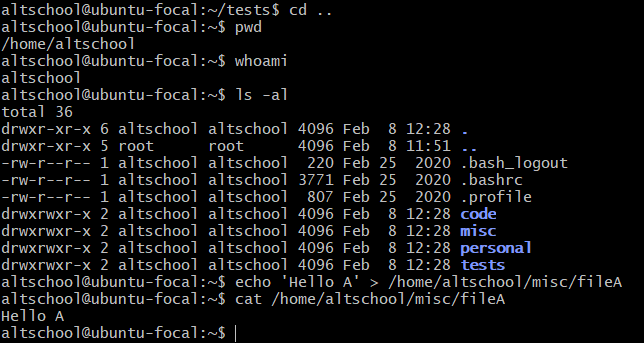 altschool@ubuntu-focal:~/tests$ cd ..
altschool@ubuntu-focal:~$ pwd
/home/altschool
altschool@ubuntu-focal:~$ whoami
altschool
altschool@ubuntu-focal:~$ ls -al
total 36
drwxr-xr-x 6 altschool altschool 4096 Feb  8 12:28 .
drwxr-xr-x 5 root      root      4096 Feb  8 11:51 ..
-rw-r--r-- 1 altschool altschool  220 Feb 25  2020 .bash_logout
-rw-r--r-- 1 altschool altschool 3771 Feb 25  2020 .bashrc
-rw-r--r-- 1 altschool altschool  807 Feb 25  2020 .profile
drwxrwxr-x 2 altschool altschool 4096 Feb  8 12:28 code
drwxrwxr-x 2 altschool altschool 4096 Feb  8 12:28 misc
drwxrwxr-x 2 altschool altschool 4096 Feb  8 12:28 personal
drwxrwxr-x 2 altschool altschool 4096 Feb  8 12:28 tests
altschool@ubuntu-focal:~$ echo 'Hello A' > /home/altschool/misc/fileA
altschool@ubuntu-focal:~$ cat /home/altschool/misc/fileA
Hello A
altschool@ubuntu-focal:~$